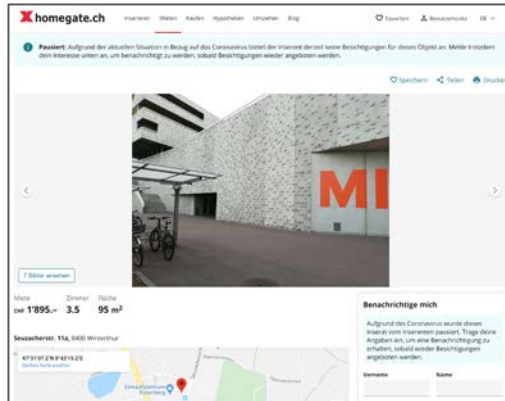 homegate.ch
Inserieren Mieten Kaufen Hypotheken Umziehen Blog
Favoriten Benutzerkonto DE
Pausiert: Aufgrund der aktuellen Situation in Bezug auf das Coronavirus bietet der Inserent derzeit keine Besichtigungen für dieses Objekt an. Melde trotzdem
dein Interesse unten an, um benachrichtigt zu werden, sobald Besichtigungen wieder angeboten werden.
Speichern Teilen Drucken
MI
7 Bilder ansehen
Miete Zimmer Fläche
CHF 1'895.– 3.5 95 m²
Seuzacherstr. 11a, 8400 Winterthur
Einkaufszentrum
Rosenberg
Benachrichtige mich
Aufgrund des Coronavirus wurde dieses
Inserat vom Inserenten pausiert. Trage deine
Angaben ein, um eine Benachrichtigung zu
erhalten, sobald wieder Besichtigungen
angeboten werden.
Vorname Name